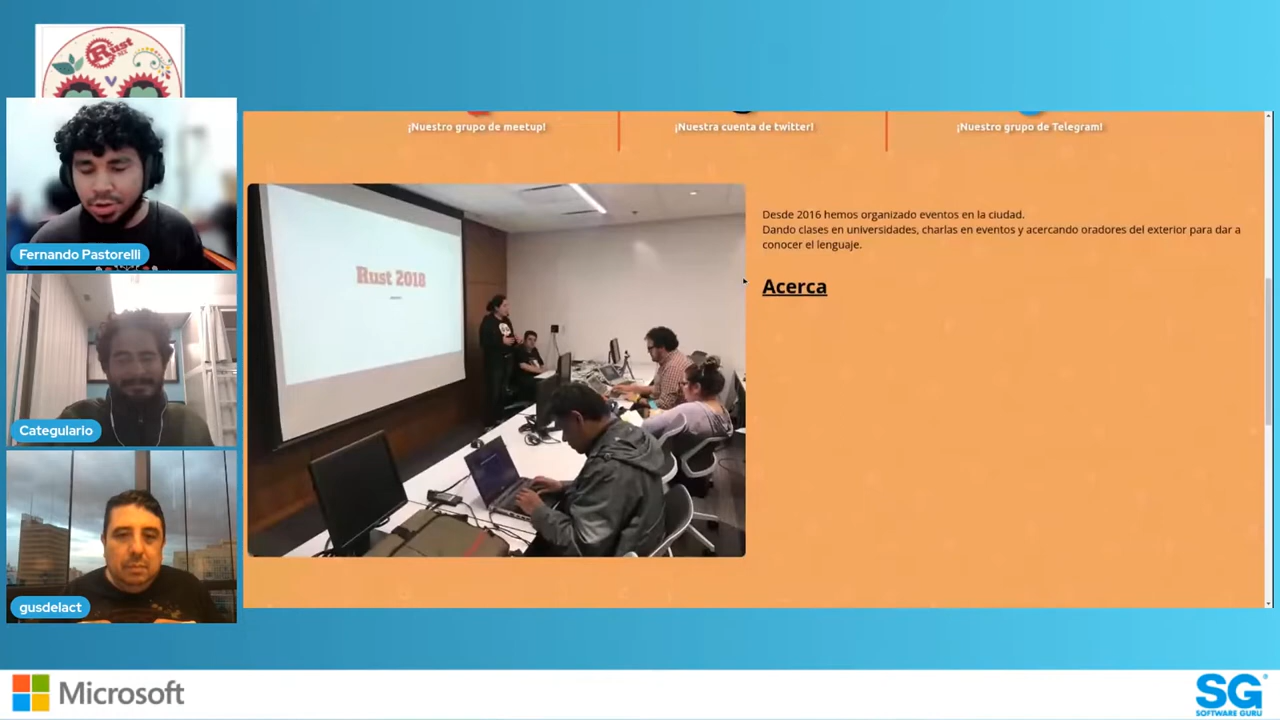 Rust
MX
Fernando Pastorelli
Categulario
gusdelact
¡Nuestro grupo de meetup!
¡Nuestra cuenta de twitter!
¡Nuestro grupo de Telegram!
Rust 2018
Desde 2016 hemos organizado eventos en la ciudad.
Dando clases en universidades, charlas en eventos y acercando oradores del exterior para dar a
conocer el lenguaje.
Acerca
Microsoft
SG
SOFTWARE GURU